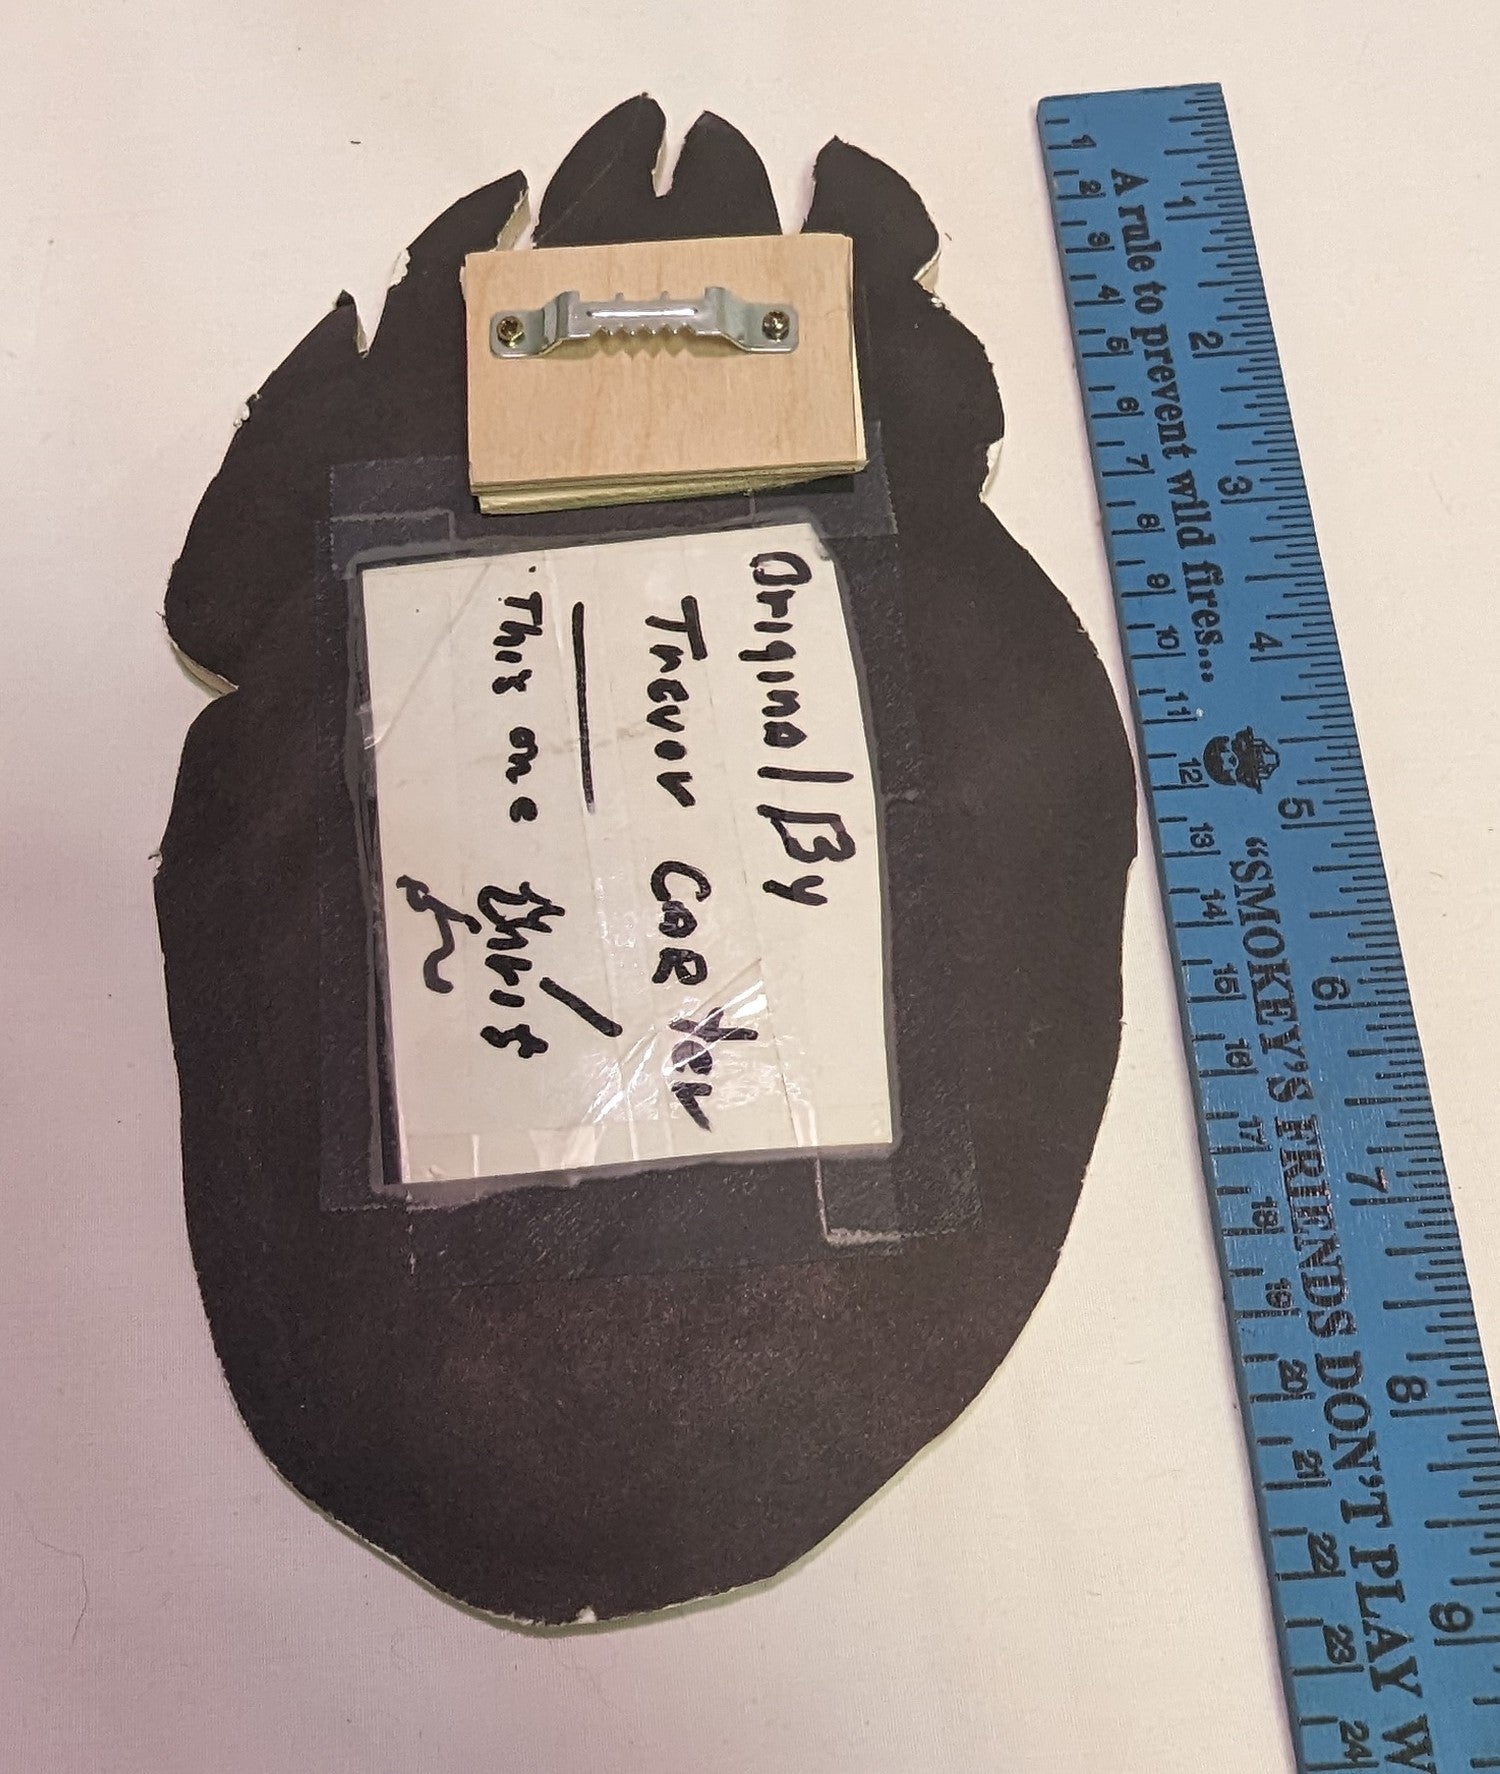 Original By
Trevor CARter
This one
A rule to prevent wild fires...
"SMOKEY"S FRIENDS DON'T PLAY W
1 2 3 4 5 6 7 8 9 10 11 12 13 14 15 16 17 18 19 20 21 22 23 24
1 2 3 4 5 6 7 8 9